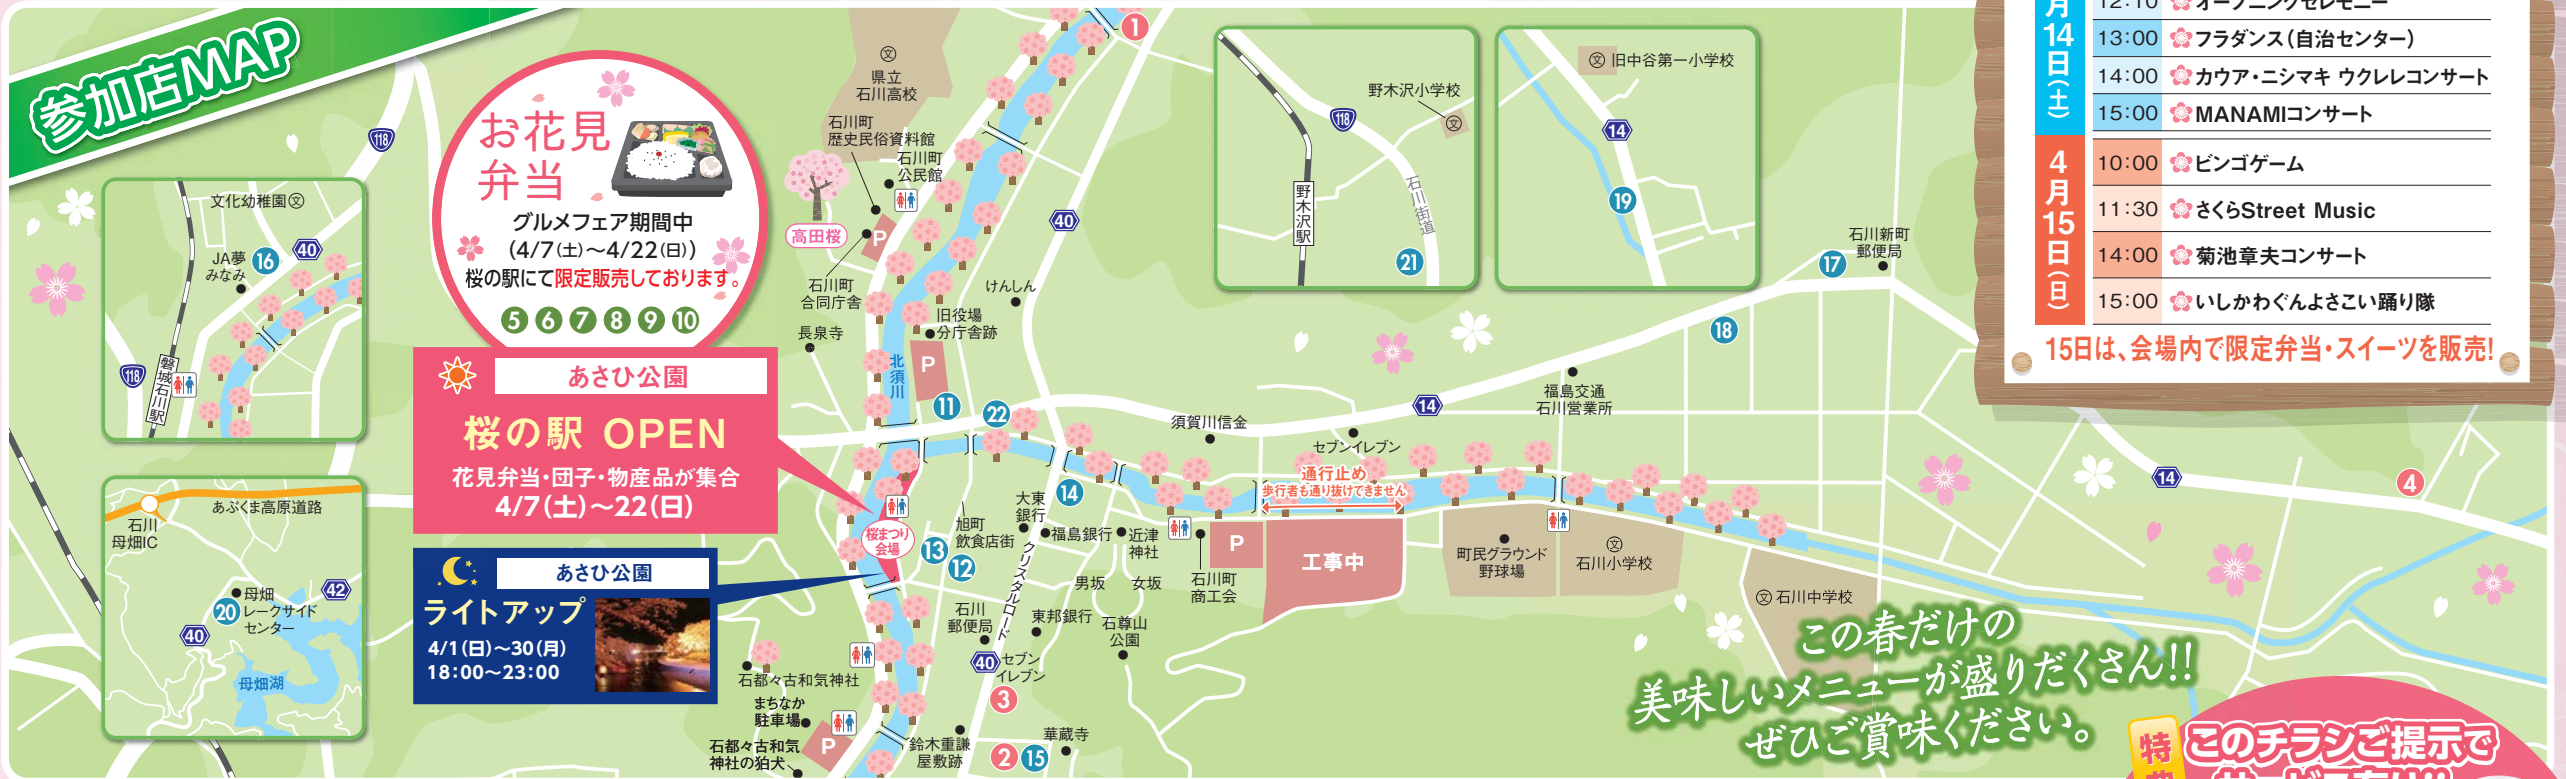 参加店MAP
お花見
弁当
グルメフェア期間中
(4/7(土)～4/22(日))
桜の駅にて限定販売しております。
5 6 7 8 9 10
あさひ公園
桜の駅 OPEN
花見弁当・団子・物産品が集合
4/7(土)～22(日)
あさひ公園
ライトアップ
4/1(日)～30(月)
18:00～23:00
118
文化幼稚園 文
JA夢
みなみ
16
40
118
磐城石川駅
あぶくま高原道路
石川
母畑IC
母畑
レークサイド
センター
20
42
40
母畑湖
文
県立
石川高校
石川町
歴史民俗資料館
石川町
公民館
高田桜
P
石川町
合同庁舎
長泉寺
けんしん
旧役場
分庁舎跡
P
北須川
1
40
11
22
桜まつり
会場
旭町
飲食店街
13
12
大東
銀行
14
福島銀行
近津
神社
クリスタルロード
男坂
女坂
石川町
商工会
P
石川
郵便局
東邦銀行
石尊山
公園
40
セブン
イレブン
3
石都々古和気神社
まちなか
駐車場
石都々古和気
神社の狛犬
P
鈴木重謙
屋敷跡
2
15
華蔵寺
118
野木沢小学校
文
野木沢駅
石川街道
21
文 旧中谷第一小学校
14
19
石川新町
郵便局
17
18
福島交通
石川営業所
14
須賀川信金
セブンイレブン
通行止め
歩行者も通り抜けできません
工事中
町民グラウンド
野球場
文
石川小学校
文 石川中学校
14
4
月14日(土)
12:10 オープニングセレモニー
13:00 フラダンス(自治センター)
14:00 カウア・ニシマキ ウクレレコンサート
15:00 MANAMIコンサート
4月15日(日)
10:00 ビンゴゲーム
11:30 さくらStreet Music
14:00 菊池章夫コンサート
15:00 いしかわぐんよさこい踊り隊
15日は、会場内で限定弁当・スイーツを販売!
この春だけの
美味しいメニューが盛りだくさん!!
ぜひご賞味ください。
特
このチラシご提示で